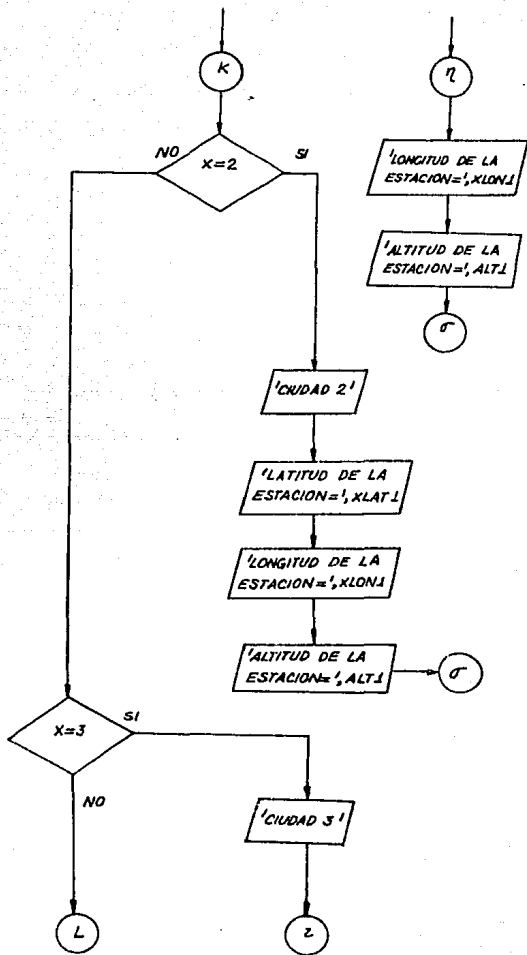 K
η
NO
SI
X=2
'LONGITUD DE LA
ESTACION=', XLON1
'ALTITUD DE LA
ESTACION=', ALT1
σ
'CIUDAD 2'
'LATITUD DE LA
ESTACION=', XLAT1
'LONGITUD DE LA
ESTACION=', XLON1
'ALTITUD DE LA
ESTACION=', ALT1
σ
X=3
SI
NO
'CIUDAD 3'
L